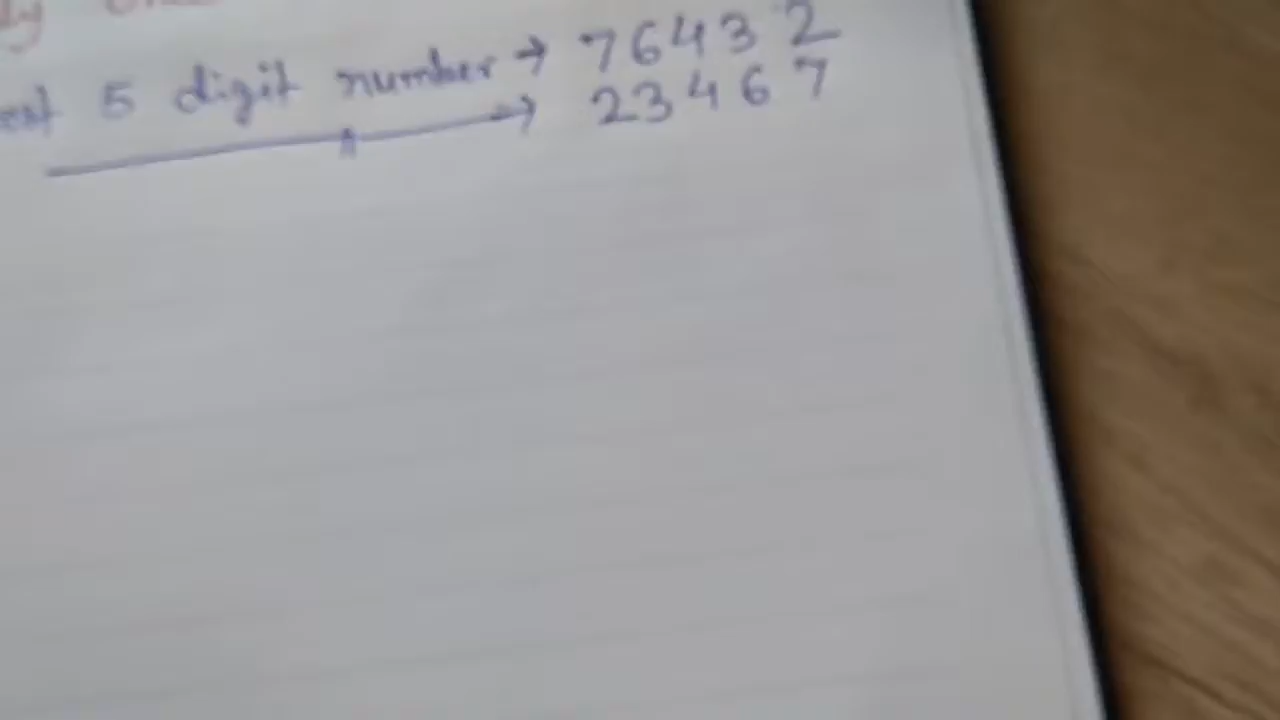 5 digit number → 76432
→ 23467